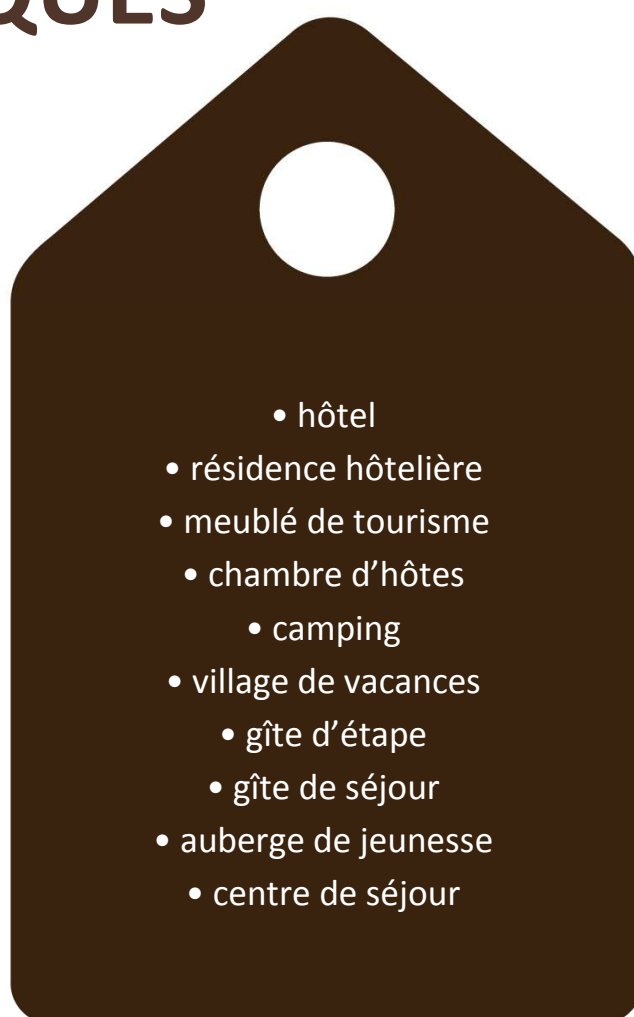 QUES
• hôtel
• résidence hôtelière
• meublé de tourisme
• chambre d’hôtes
• camping
• village de vacances
• gîte d’étape
• gîte de séjour
• auberge de jeunesse
• centre de séjour